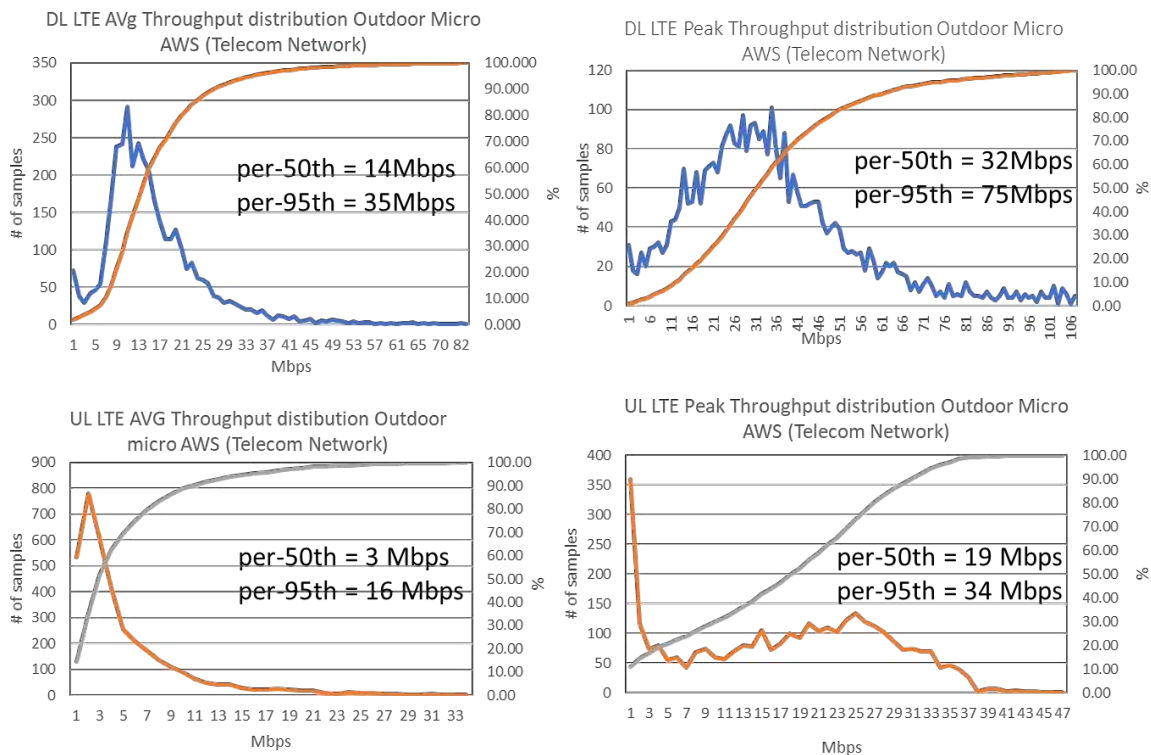 DL LTE AVg Throughput distribution Outdoor Micro
AWS (Telecom Network)
# of samples
350
300
250
200
150
100
50
0
100.000
90.000
80.000
70.000
60.000
50.000
40.000
30.000
20.000
10.000
0.000
%
per-50th = 14Mbps
per-95th = 35Mbps
1 5 9 13 17 21 25 29 33 37 41 45 49 53 57 61 65 70 82
Mbps
DL LTE Peak Throughput distribution Outdoor Micro
AWS (Telecom Network)
# of samples
120
100
80
60
40
20
0
100.00
90.00
80.00
70.00
60.00
50.00
40.00
30.00
20.00
10.00
0.00
%
per-50th = 32Mbps
per-95th = 75Mbps
1 6 11 16 21 26 31 36 41 46 51 56 61 66 71 76 81 86 91 96 101 106
Mbps
UL LTE AVG Throughput distibution Outdoor
micro AWS (Telecom Network)
# of samples
900
800
700
600
500
400
300
200
100
0
100.00
90.00
80.00
70.00
60.00
50.00
40.00
30.00
20.00
10.00
0.00
%
per-50th = 3 Mbps
per-95th = 16 Mbps
1 3 5 7 9 11 13 15 17 19 21 23 25 27 29 31 33
Mbps
UL LTE Peak Throughput distribution Outdoor Micro
AWS (Telecom Network)
# of samples
400
350
300
250
200
150
100
50
0
100.00
90.00
80.00
70.00
60.00
50.00
40.00
30.00
20.00
10.00
0.00
%
per-50th = 19 Mbps
per-95th = 34 Mbps
1 3 5 7 9 11 13 15 17 19 21 23 25 27 29 31 33 35 37 39 41 43 45 47
Mbps